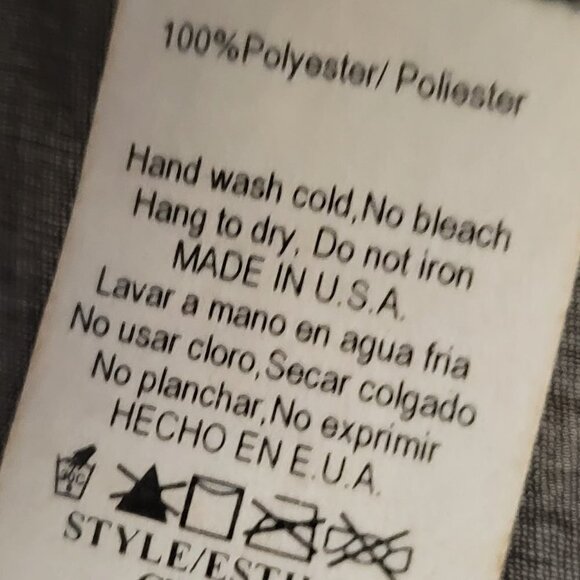 100%Polyester/ Poliester
Hand wash cold,No bleach
Hang to dry, Do not iron
MADE IN U.S.A.
Lavar a mano en agua fria
No usar cloro,Secar colgado
No planchar,No exprimir
HECHO EN E.U.A.
STYLE/